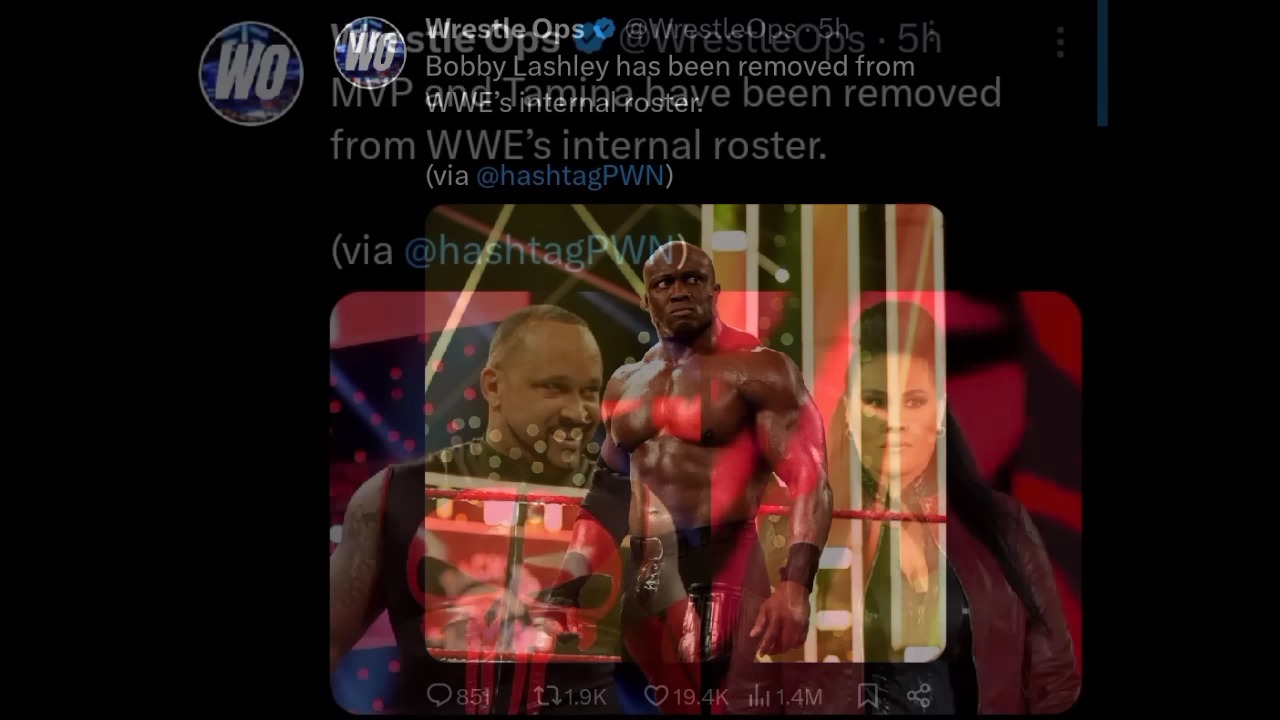 WO
Wrestle Ops @WrestleOps · 5h
Bobby Lashley has been removed from
WWE's internal roster.
(via @hashtagPWN)
851 1.9K 19.4K 1.4M
WO
Wrestle Ops @WrestleOps · 5h
MVP and Tamina have been removed
from WWE's internal roster.
(via @hashtagPWN)